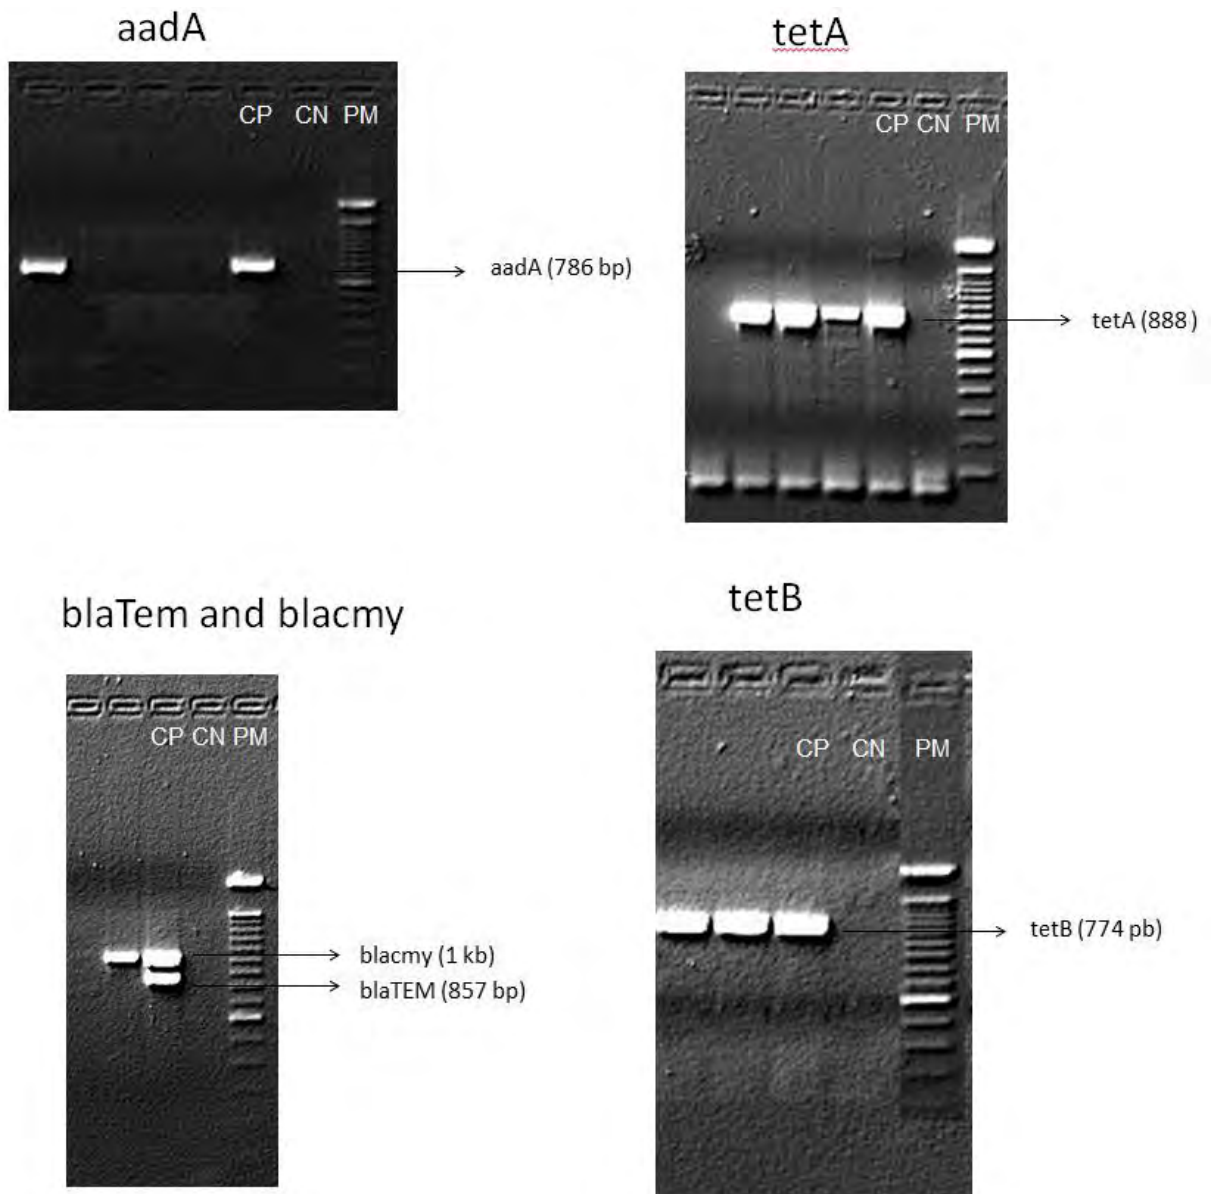 aadA
CP CN PM
aadA (786 bp)
tetA
CP CN PM
tetA (888)
blaTem and blacmy
CP CN PM
blacmy (1 kb)
blaTEM (857 bp)
tetB
CP CN PM
tetB (774 pb)